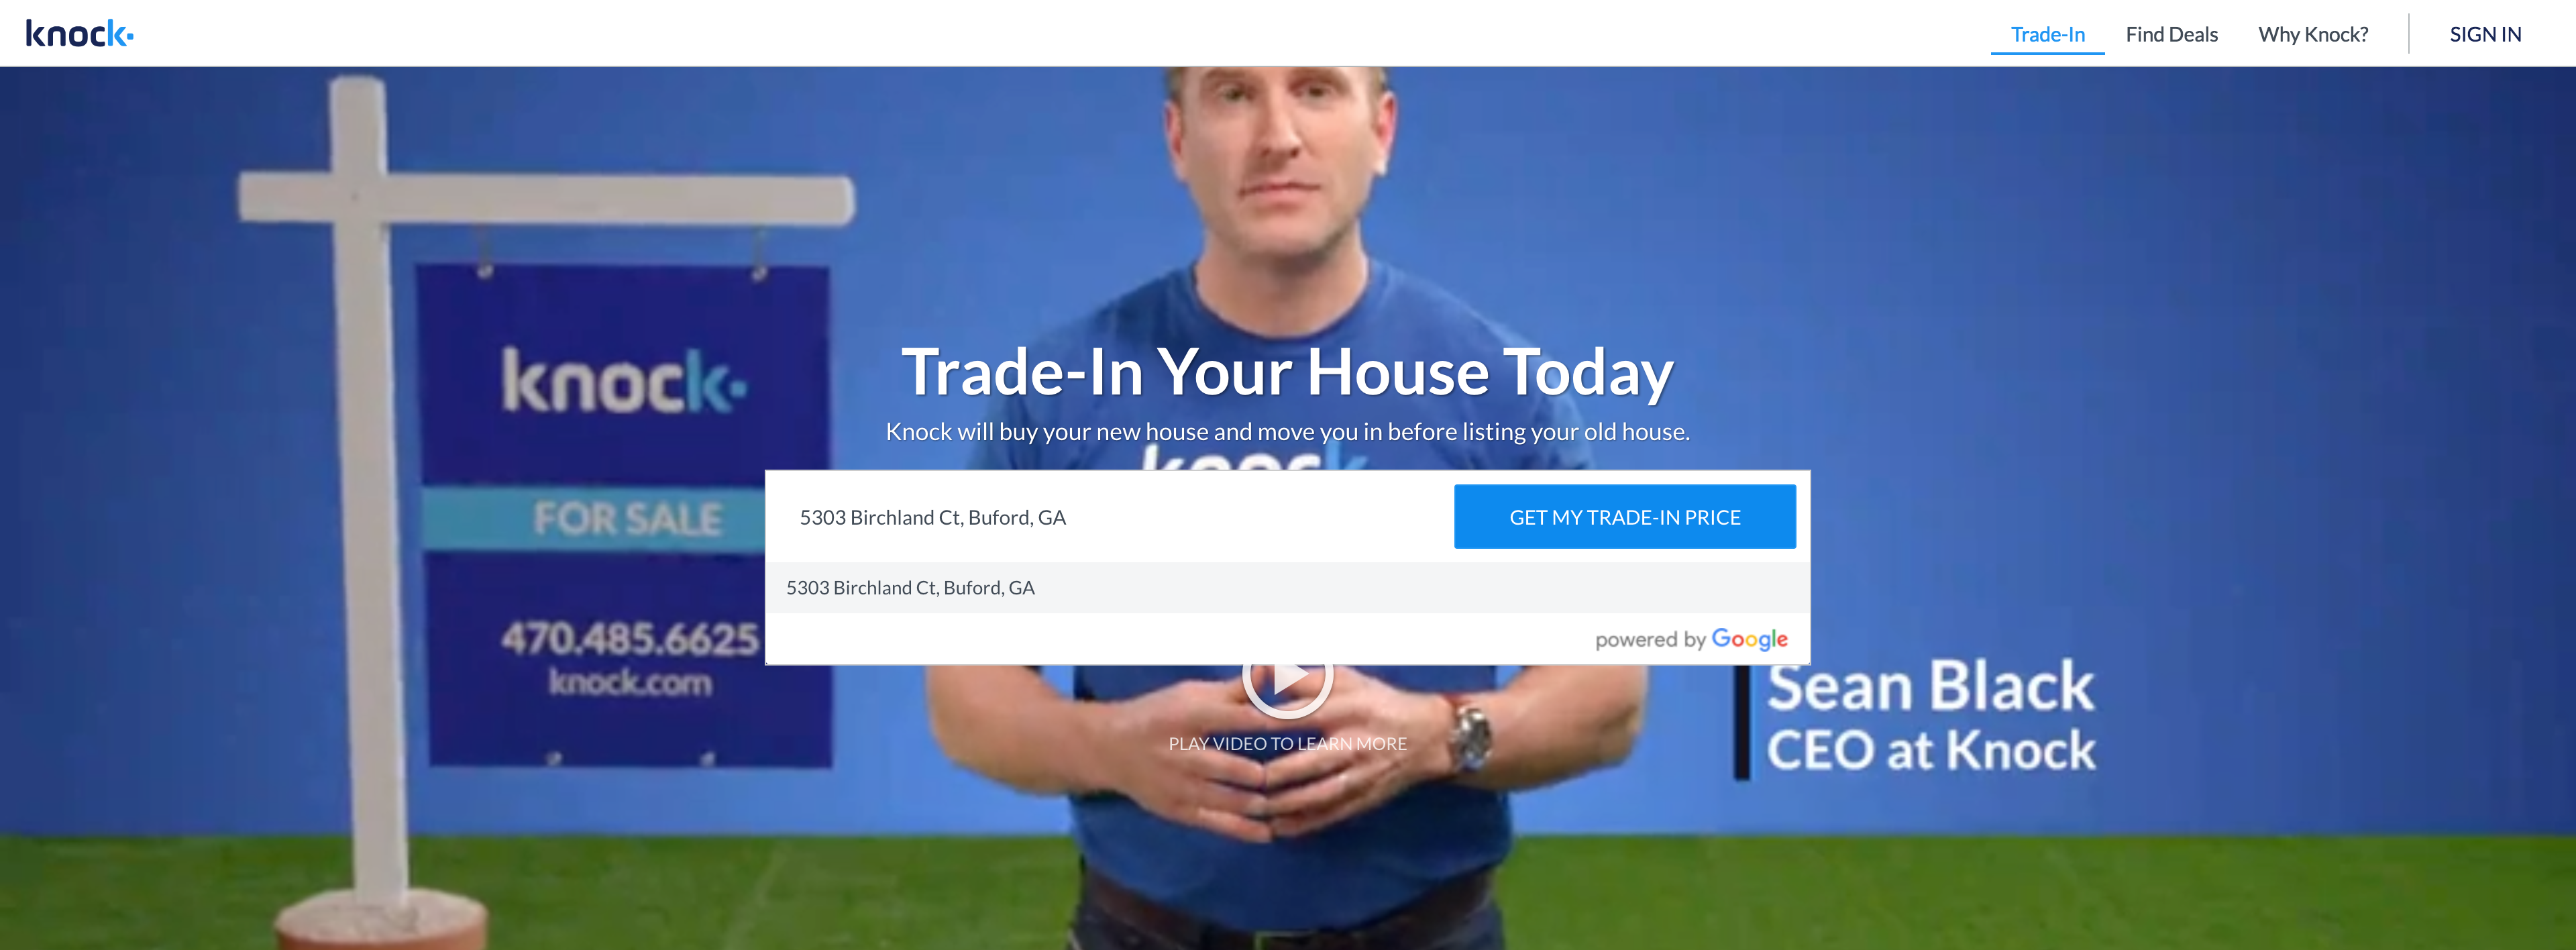 knock
Trade-In
Find Deals
Why Knock?
SIGN IN
knock
FOR SALE
470.485.6625
knock.com
Trade-In Your House Today
Knock will buy your new house and move you in before listing your old house.
knock
5303 Birchland Ct, Buford, GA
GET MY TRADE-IN PRICE
5303 Birchland Ct, Buford, GA
powered by Google
PLAY VIDEO TO LEARN MORE
Sean Black
CEO at Knock